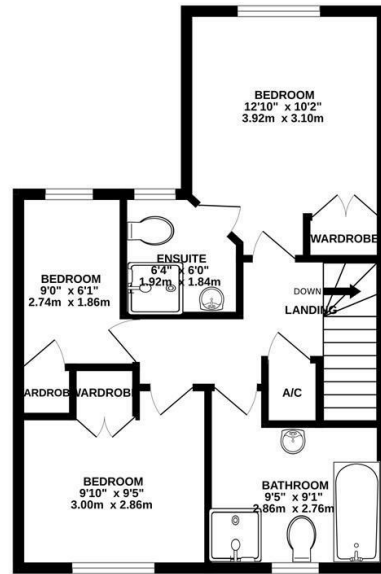 BEDROOM
12'10" x 10'2"
3.92m x 3.10m
WARDROBE
ENSUITE
6'4" x 6'0"
1.92m x 1.84m
BEDROOM
9'0" x 6'1"
2.74m x 1.86m
DOWN
LANDING
ARDROB
WARDROBE
A/C
BEDROOM
9'10" x 9'5"
3.00m x 2.86m
BATHROOM
9'5" x 9'1"
2.86m x 2.76m